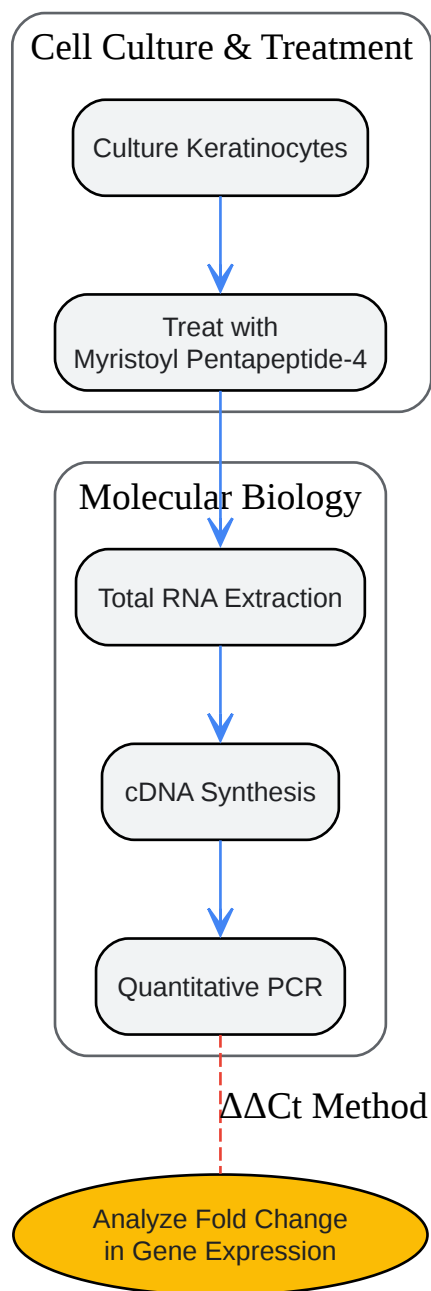 Cell Culture & Treatment
Culture Keratinocytes
Treat with
Myristoyl Pentapeptide-4
Molecular Biology
Total RNA Extraction
cDNA Synthesis
Quantitative PCR
ΔΔCt Method
Analyze Fold Change
in Gene Expression